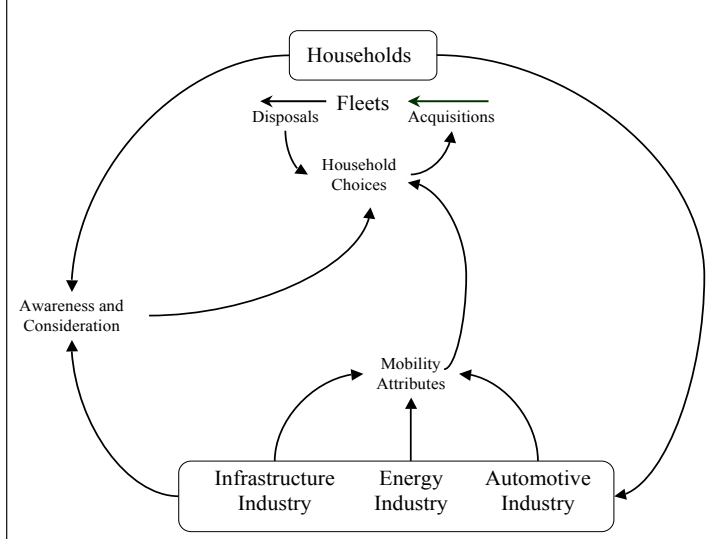 Households
Fleets
Disposals
Acquisitions
Household
Choices
Awareness and
Consideration
Mobility
Attributes
Infrastructure
Industry
Energy
Industry
Automotive
Industry